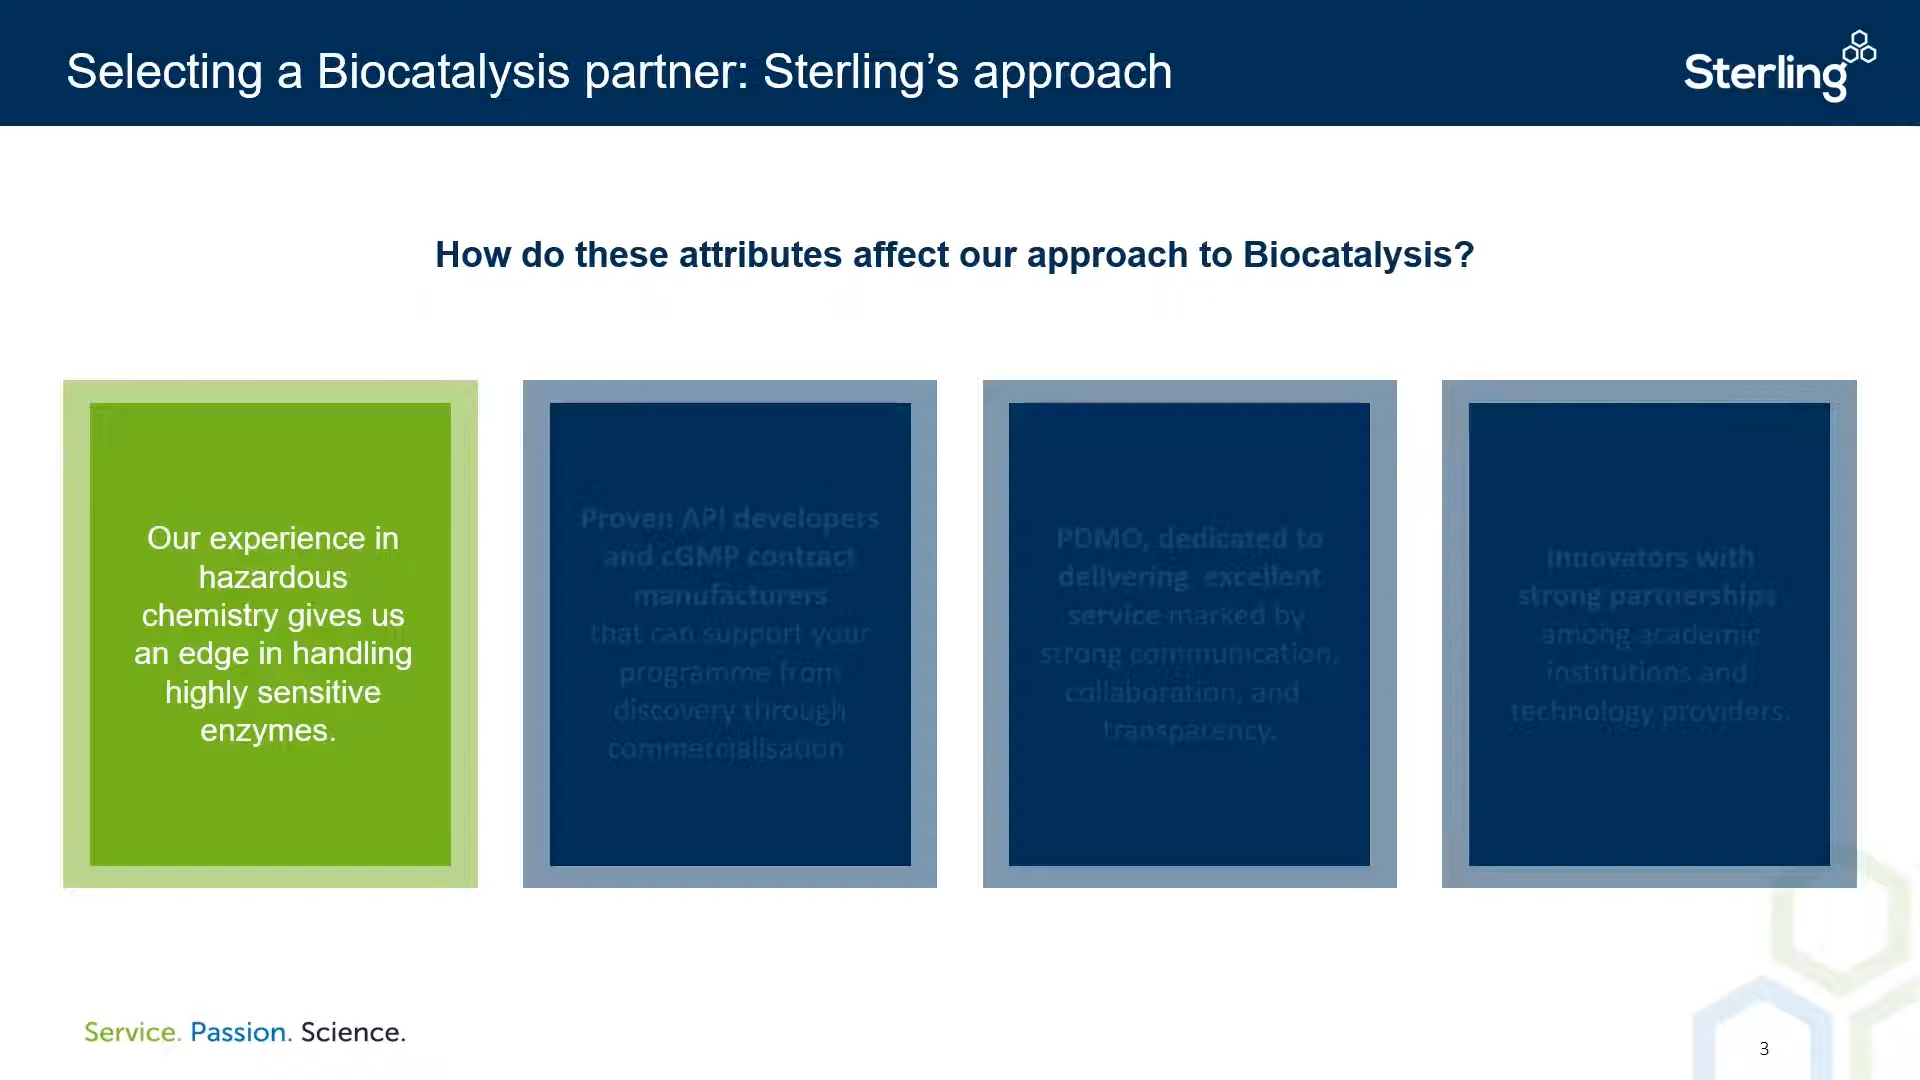 Selecting a Biocatalysis partner: Sterling’s approach
Sterling
How do these attributes affect our approach to Biocatalysis?
Our experience in
hazardous
chemistry gives us
an edge in handling
highly sensitive
enzymes.
Proven API developers
and cGMP contract
manufacturers
that can support your
programme from
discovery through
commercialisation
PDMO, dedicated to
delivering excellent
service marked by
strong communication,
collaboration, and
transparency.
Innovators with
strong partnerships
among academic
institutions and
technology providers.
Service. Passion. Science.
3